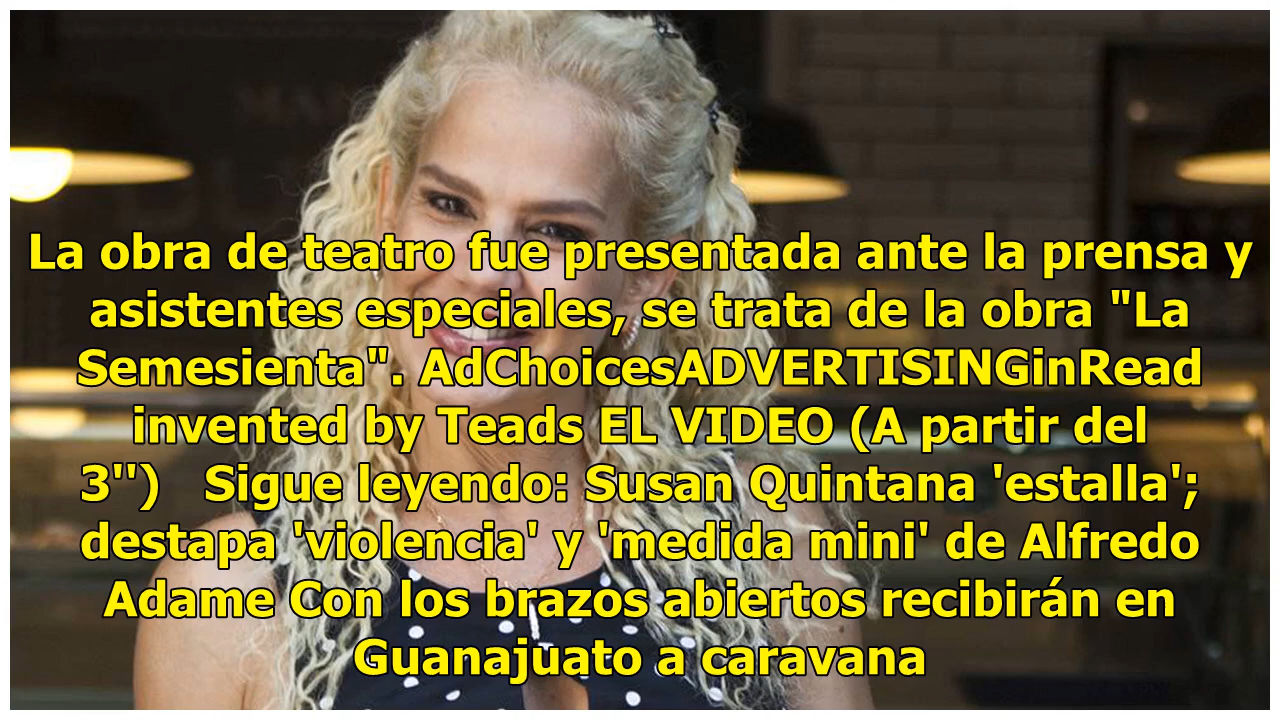 La obra de teatro fue presentada ante la prensa y
asistentes especiales, se trata de la obra "La
Semesienta". AdChoicesADVERTISINGinRead
invented by Teads EL VIDEO (A partir del
3'')   Sigue leyendo: Susan Quintana 'estalla';
destapa 'violencia' y 'medida mini' de Alfredo
Adame Con los brazos abiertos recibirán en
Guanajuato a caravana